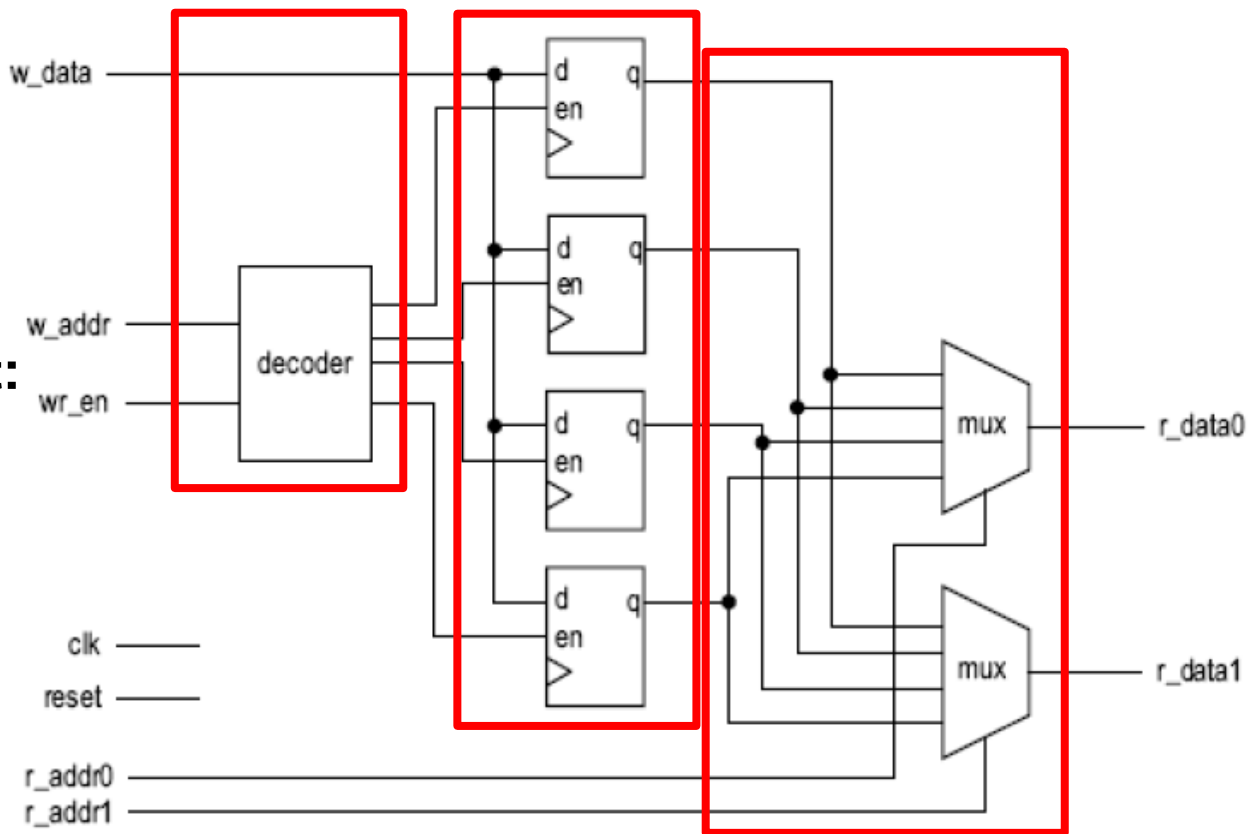 w_data
d
q
en
d
q
en
w_addr
decoder
wr_en
d
q
en
mux
r_data0
d
q
en
clk
mux
r_data1
reset
r_addr0
r_addr1